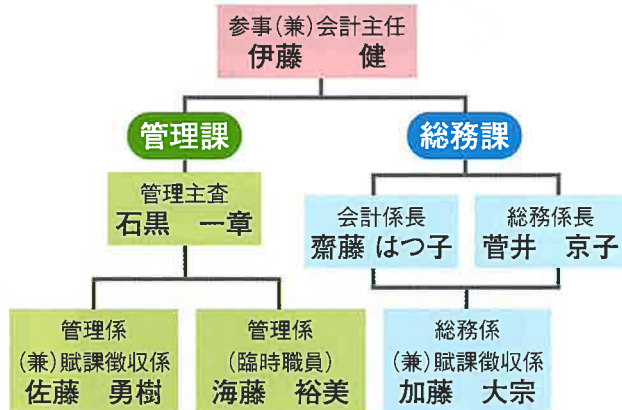 参事(兼)会計主任
伊藤　健
管理課
総務課
管理主査
石黒　一章
会計係長
齋藤 はつ子
総務係長
菅井　京子
管理係
(兼)賦課徴収係
佐藤　勇樹
管理係
(臨時職員)
海藤　裕美
総務係
(兼)賦課徴収係
加藤　大宗